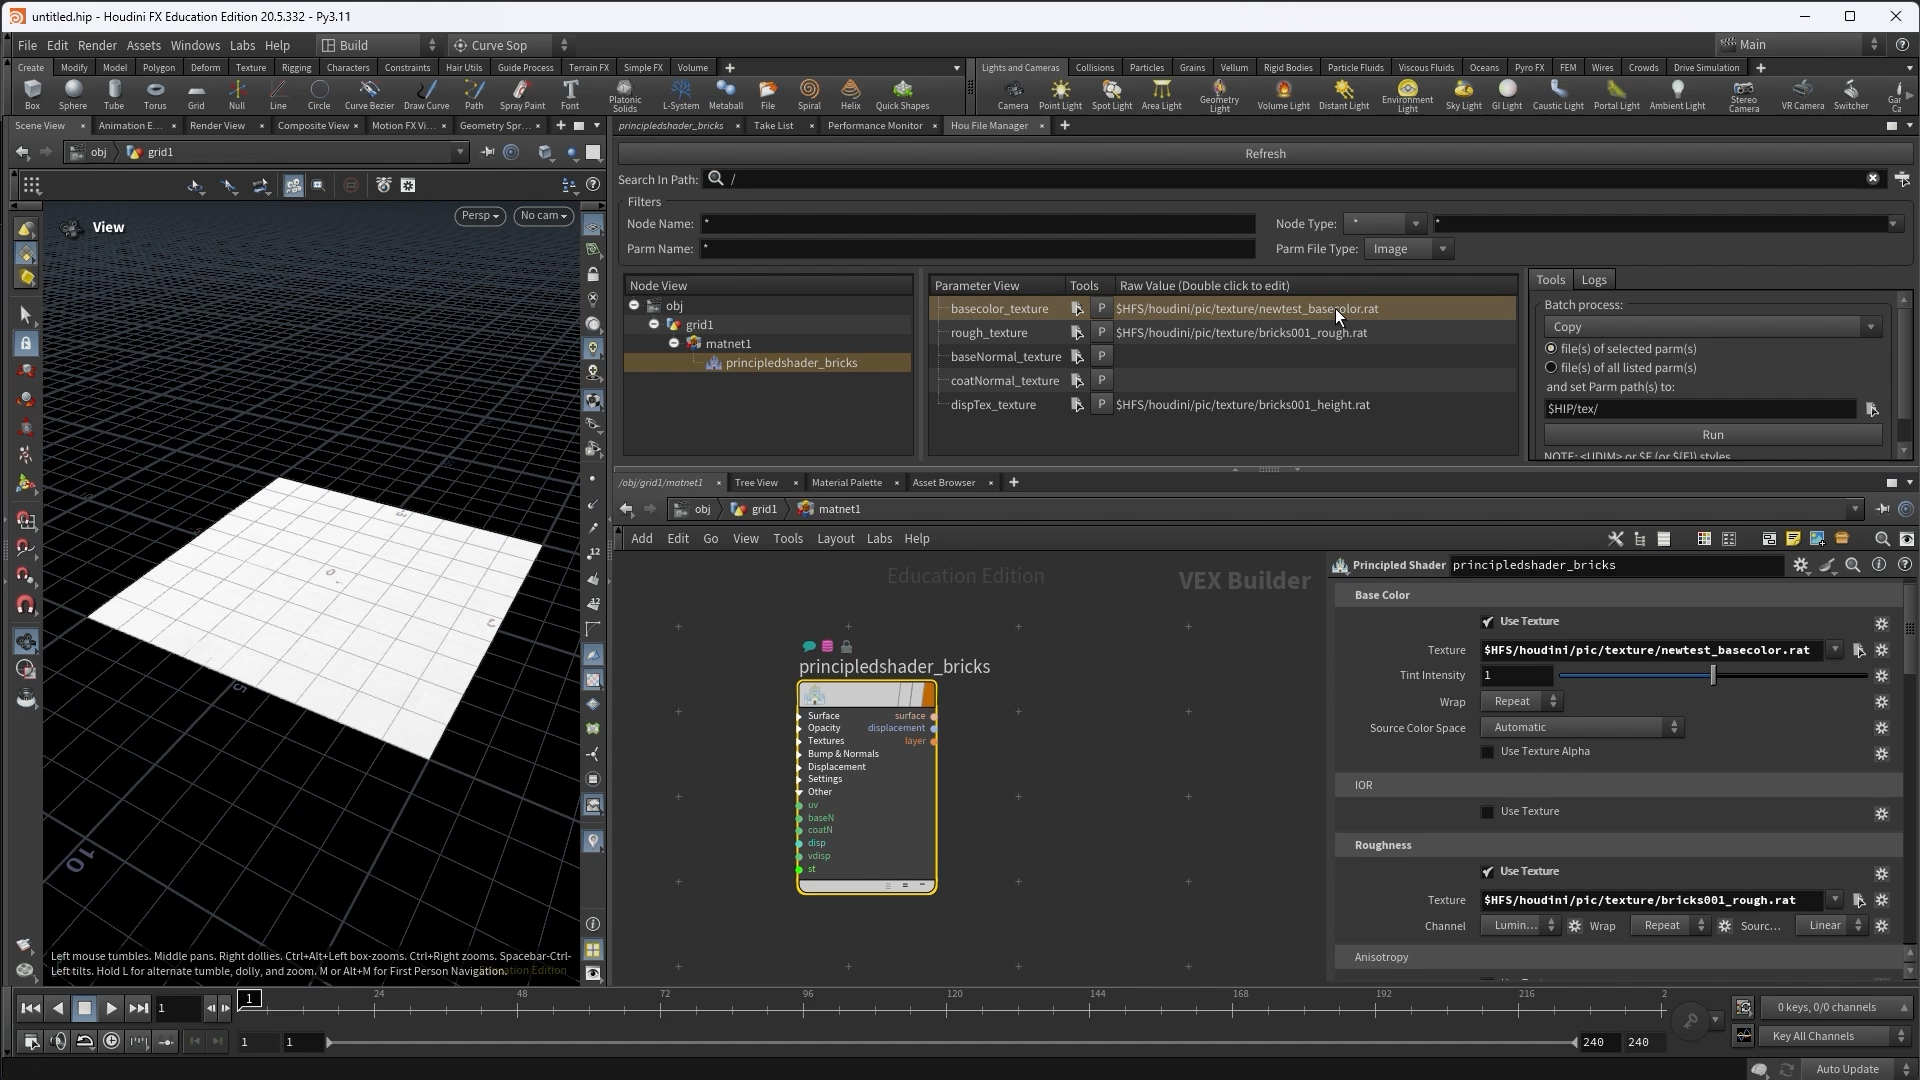 untitled.hip - Houdini FX Education Edition 20.5.332 - Py3.11
File Edit Render Assets Windows Labs Help Build Curve Sop Main
Create Modify Model Polygon Deform Texture Rigging Characters Constraints Hair Utils Guide Process Terrain FX Simple FX Volume
Lights and Cameras Collisions Particles Grains Vellum Rigid Bodies Particle Fluids Viscous Fluids Oceans Pyro FX FEM Wires Crowds Drive Simulation
Box Sphere Tube Torus Grid Null Line Circle Curve Bezier Draw Curve Path Spray Paint Font Platonic Solids L-System Metaball File Spiral Helix Quick Shapes
Camera Point Light Spot Light Area Light Geometry Light Volume Light Distant Light Environment Light Sky Light GI Light Caustic Light Portal Light Ambient Light Stereo Camera VR Camera Switcher
Scene View Animation E... Render View Composite View Motion FX Vi... Geometry Spr...
principledshader_bricks Take List Performance Monitor Hou File Manager
obj grid1
Refresh
Search In Path: /
Filters
Node Name: * Node Type: * *
Parm Name: * Parm File Type: Image
View
Persp No cam
Node View
obj
grid1
matnet1
principledshader_bricks
Parameter View Tools Raw Value (Double click to edit)
basecolor_texture P $HFS/houdini/pic/texture/newtest_basecolor.rat
rough_texture P $HFS/houdini/pic/texture/bricks001_rough.rat
baseNormal_texture P
coatNormal_texture P
dispTex_texture P $HFS/houdini/pic/texture/bricks001_height.rat
Tools Logs
Batch process:
Copy
file(s) of selected parm(s)
file(s) of all listed parm(s)
and set Parm path(s) to:
$HIP/tex/
Run
NOTE: <UDIM> or $F (or ${F}) styles
/obj/grid1/matnet1 Tree View Material Palette Asset Browser
obj grid1 matnet1
Add Edit Go View Tools Layout Labs Help
Education Edition VEX Builder
principledshader_bricks
Surface surface
Opacity displacement
Textures layer
Bump & Normals
Displacement
Settings
Other
uv
baseN
coatN
disp
vdisp
st
Principled Shader principledshader_bricks
Base Color
Use Texture
Texture $HFS/houdini/pic/texture/newtest_basecolor.rat
Tint Intensity 1
Wrap Repeat
Source Color Space Automatic
Use Texture Alpha
IOR
Use Texture
Roughness
Use Texture
Texture $HFS/houdini/pic/texture/bricks001_rough.rat
Channel Lumin... Wrap Repeat Sourc... Linear
Anisotropy
0
5
10
12
12
Left mouse tumbles. Middle pans. Right dollies. Ctrl+Alt+Left box-zooms. Ctrl+Right zooms. Spacebar-Ctrl-
Left tilts. Hold L for alternate tumble, dolly, and zoom. M or Alt+M for First Person Navigation.
1 1 24 48 72 96 120 144 168 192 216 2
0 keys, 0/0 channels
1 1 240 240
Key All Channels
Auto Update